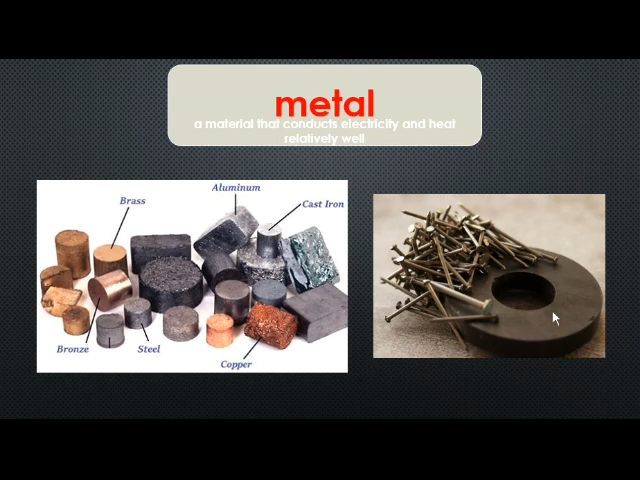 metal
a material that conducts electricity and heat
relatively well
Aluminum
Brass
Cast Iron
Bronze
Steel
Copper